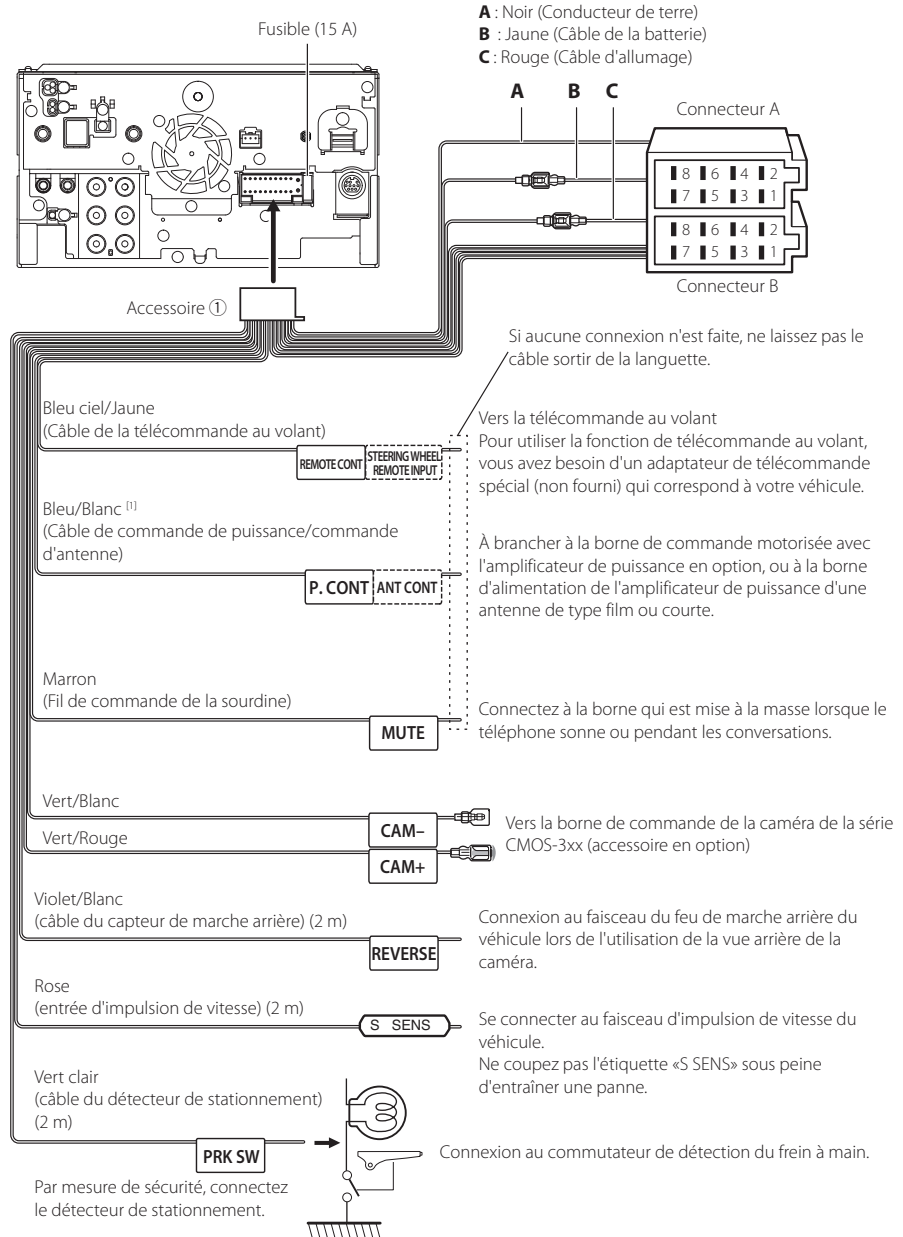 A : Noir (Conducteur de terre)
B : Jaune (Câble de la batterie)
C : Rouge (Câble d'allumage)
Fusible (15 A)
A B C
Connecteur A
8 6 4 2
7 5 3 1
8 6 4 2
7 5 3 1
Connecteur B
Accessoire ①
Si aucune connexion n'est faite, ne laissez pas le
câble sortir de la languette.
Bleu ciel/Jaune
(Câble de la télécommande au volant)
REMOTE CONT
STEERING WHEEL
REMOTE INPUT
Vers la télécommande au volant
Pour utiliser la fonction de télécommande au volant,
vous avez besoin d'un adaptateur de télécommande
spécial (non fourni) qui correspond à votre véhicule.
Bleu/Blanc [1]
(Câble de commande de puissance/commande
d'antenne)
P. CONT ANT CONT
À brancher à la borne de commande motorisée avec
l'amplificateur de puissance en option, ou à la borne
d'alimentation de l'amplificateur de puissance d'une
antenne de type film ou courte.
Marron
(Fil de commande de la sourdine)
MUTE
Connectez à la borne qui est mise à la masse lorsque le
téléphone sonne ou pendant les conversations.
Vert/Blanc
CAM–
Vert/Rouge
CAM+
Vers la borne de commande de la caméra de la série
CMOS-3xx (accessoire en option)
Violet/Blanc
(câble du capteur de marche arrière) (2 m)
REVERSE
Connexion au faisceau du feu de marche arrière du
véhicule lors de l'utilisation de la vue arrière de la
caméra.
Rose
(entrée d'impulsion de vitesse) (2 m)
S SENS
Se connecter au faisceau d'impulsion de vitesse du
véhicule.
Ne coupez pas l'étiquette «S SENS» sous peine
d'entraîner une panne.
Vert clair
(câble du détecteur de stationnement)
(2 m)
PRK SW
Connexion au commutateur de détection du frein à main.
Par mesure de sécurité, connectez
le détecteur de stationnement.